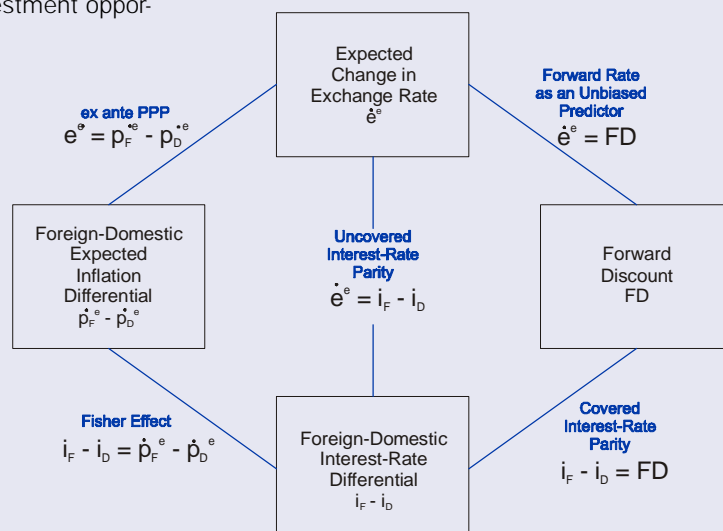 estment oppor-
Expected
Change in
Exchange Rate
ė^e
ex ante PPP
ė^e = ṗ_F^e - ṗ_D^e
Forward Rate
as an Unbiased
Predictor
ė^e = FD
Foreign-Domestic
Expected
Inflation
Differential
ṗ_F^e - ṗ_D^e
Uncovered
Interest-Rate
Parity
ė^e = i_F - i_D
Forward
Discount
FD
Fisher Effect
i_F - i_D = ṗ_F^e - ṗ_D^e
Foreign-Domestic
Interest-Rate
Differential
i_F - i_D
Covered
Interest-Rate
Parity
i_F - i_D = FD